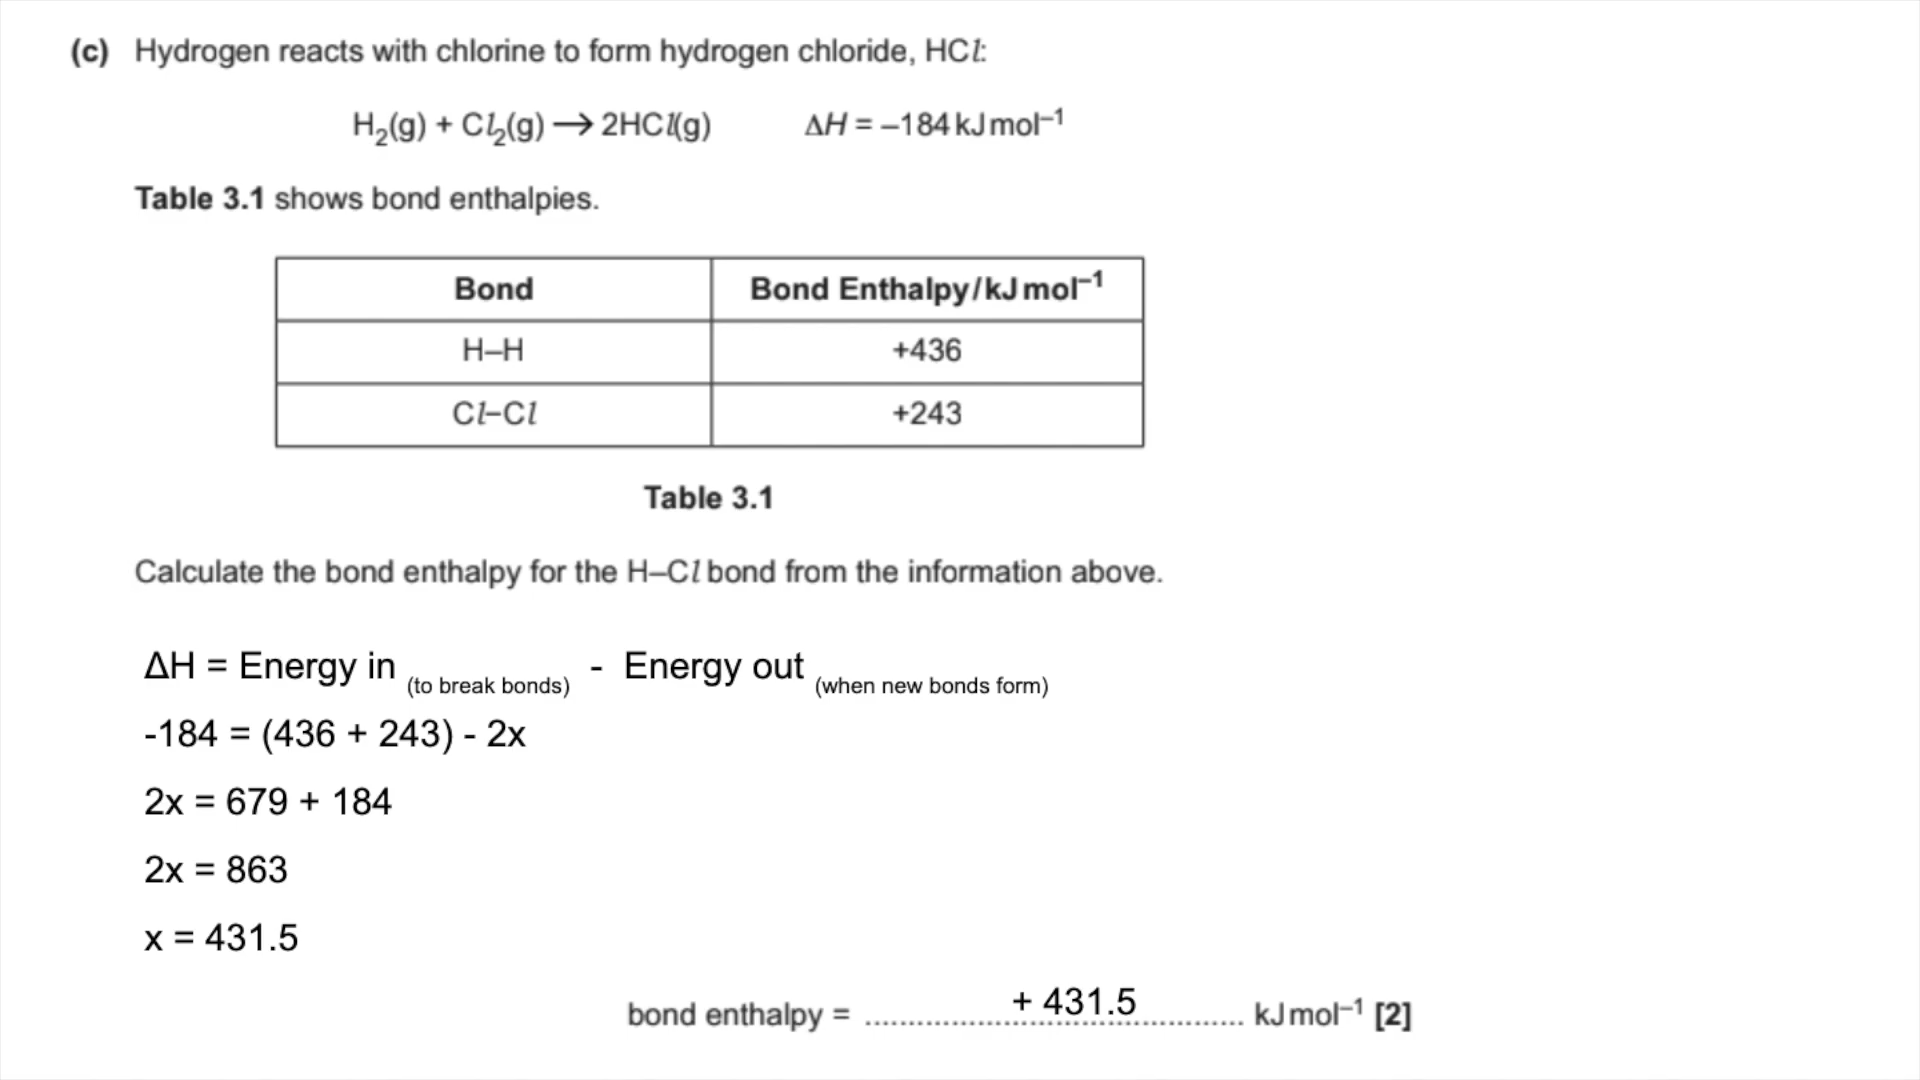 (c) Hydrogen reacts with chlorine to form hydrogen chloride, HCl:
H₂(g) + Cl₂(g) → 2HCl(g) ΔH = –184 kJ mol⁻¹
Table 3.1 shows bond enthalpies.
Bond Bond Enthalpy/kJ mol⁻¹
H–H +436
Cl–Cl +243
Table 3.1
Calculate the bond enthalpy for the H–Cl bond from the information above.
ΔH = Energy in (to break bonds) - Energy out (when new bonds form)
-184 = (436 + 243) - 2x
2x = 679 + 184
2x = 863
x = 431.5
bond enthalpy = ........ + 431.5 ........ kJ mol⁻¹ [2]